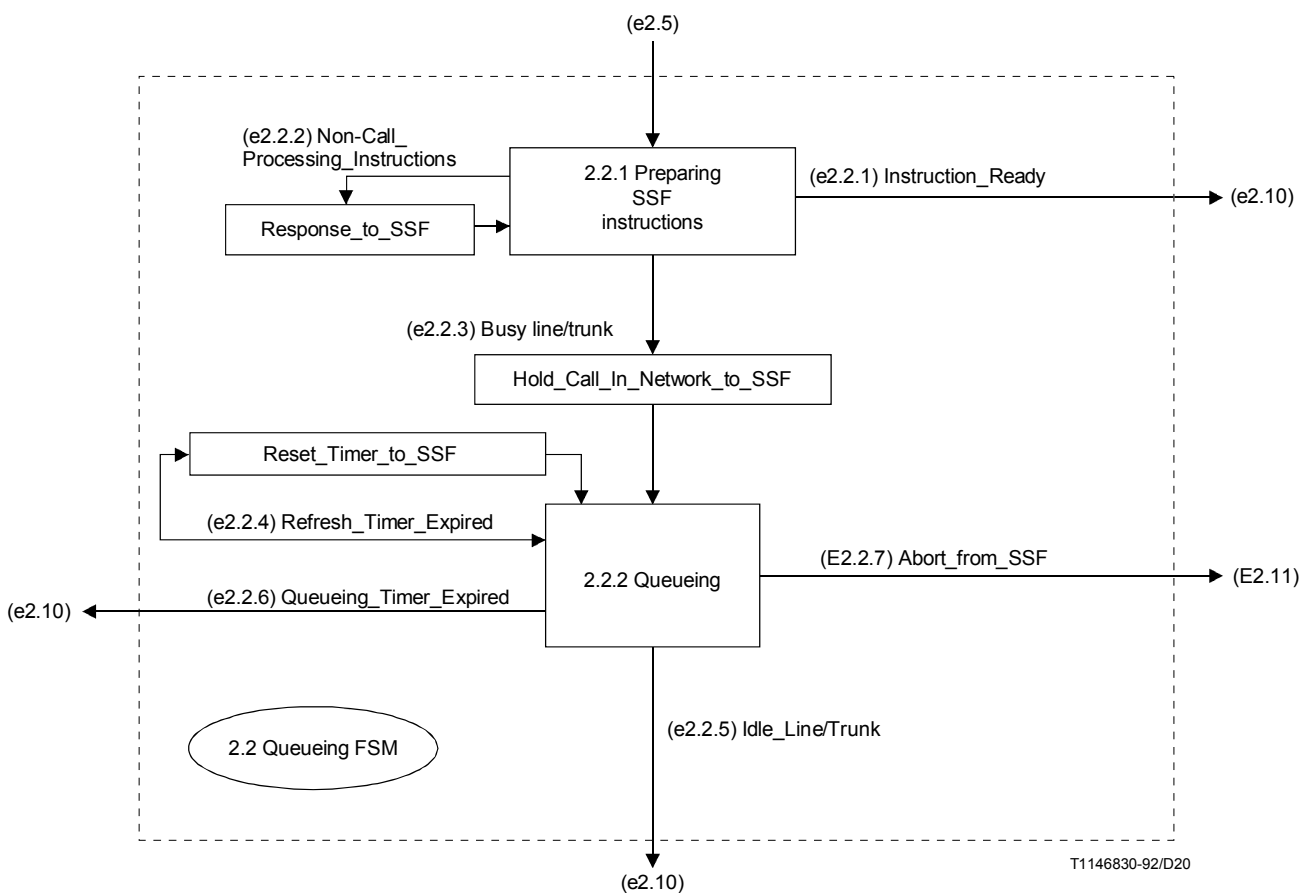 (e2.5)
(e2.2.2) Non-Call_
Processing_Instructions
2.2.1 Preparing
SSF
instructions
(e2.2.1) Instruction_Ready
(e2.10)
Response_to_SSF
(e2.2.3) Busy line/trunk
Hold_Call_In_Network_to_SSF
Reset_Timer_to_SSF
(e2.2.4) Refresh_Timer_Expired
2.2.2 Queueing
(E2.2.7) Abort_from_SSF
(E2.11)
(e2.2.6) Queueing_Timer_Expired
(e2.10)
(e2.2.5) Idle_Line/Trunk
2.2 Queueing FSM
T1146830-92/D20
(e2.10)